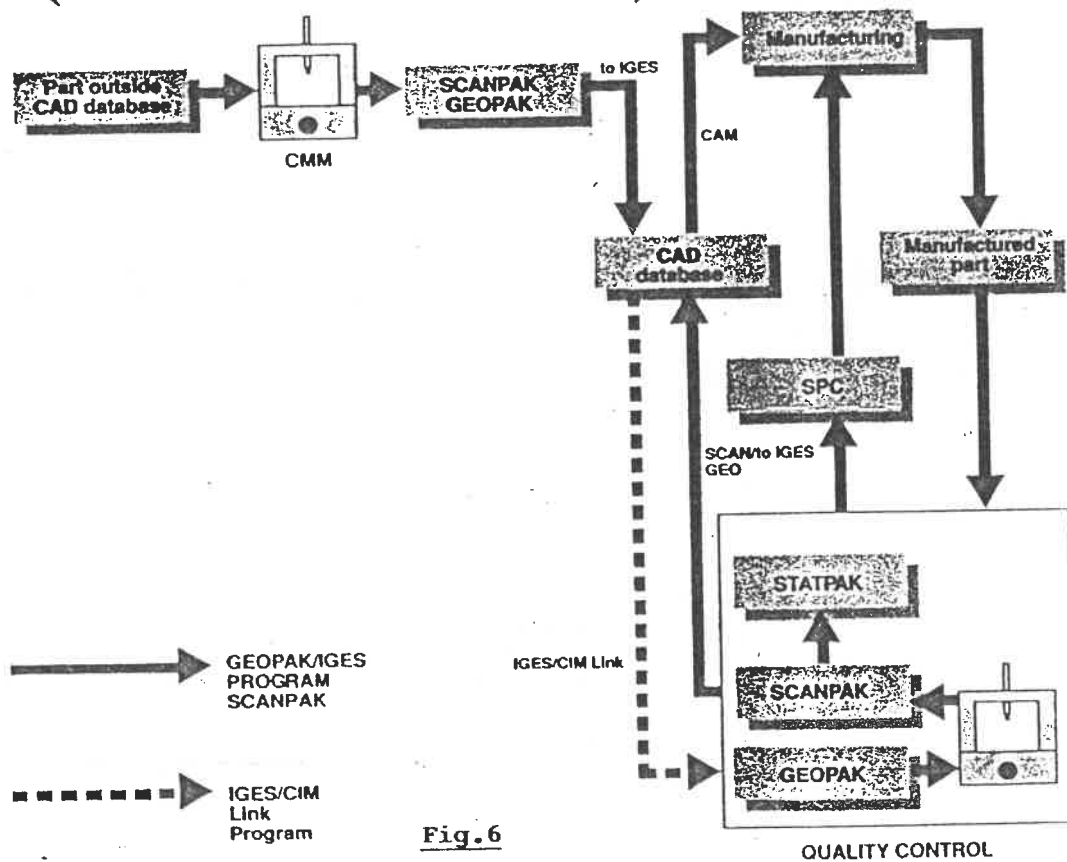 Part outside
CAD database
CMM
SCANPAK
GEOPAK
to IGES
CAM
Manufacturing
CAD
database
Manufactured
part
SPC
SCAN/to IGES
GEO
STATPAK
IGES/CIM Link
SCANPAK
GEOPAK
QUALITY CONTROL
GEOPAK/IGES
PROGRAM
SCANPAK
IGES/CIM
Link
Program
Fig.6